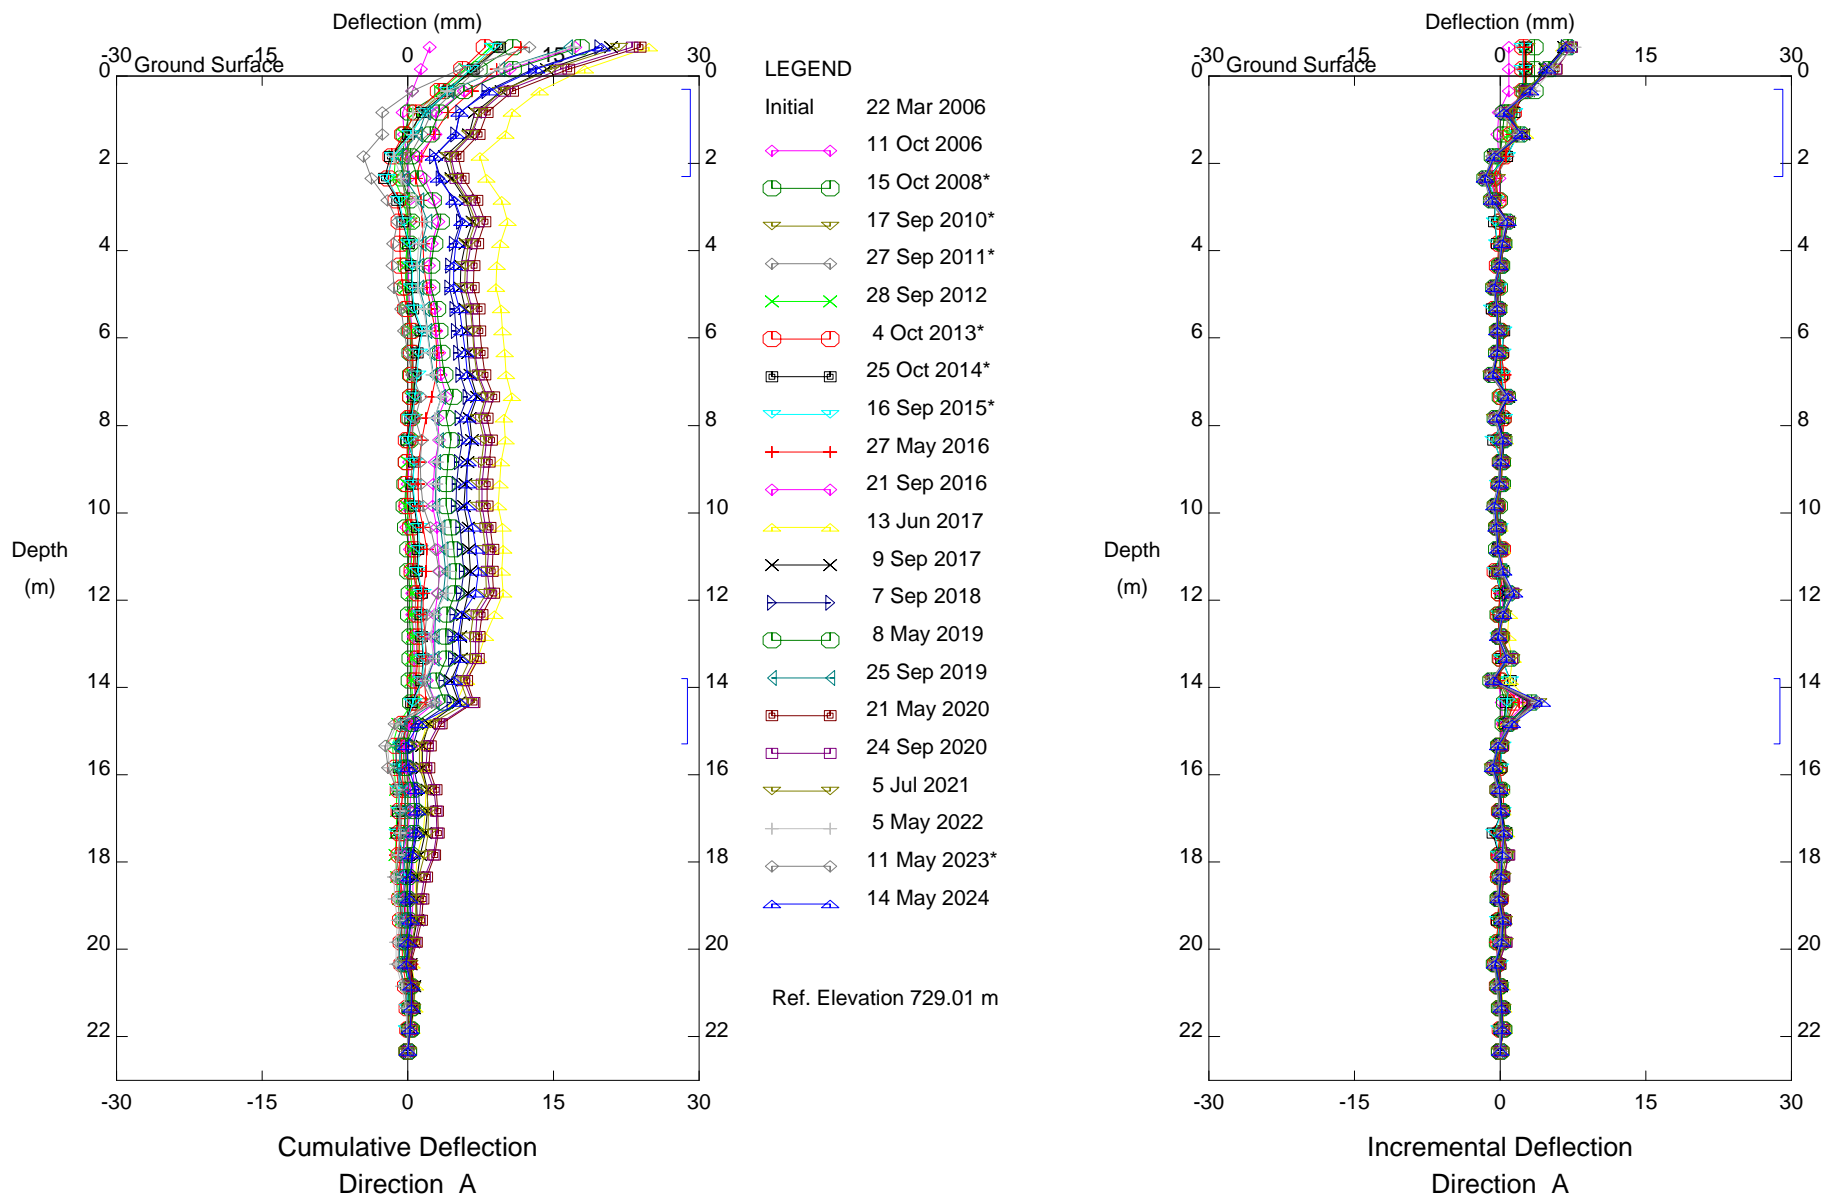 Deflection (mm)
-30
-15
0
15
30
Ground Surface
0
0
2
2
4
4
6
6
8
8
10
10
12
12
14
14
16
16
18
18
20
20
22
22
Depth
(m)
-30
-15
0
15
30
Cumulative Deflection
Direction A
LEGEND
Initial 22 Mar 2006
11 Oct 2006
15 Oct 2008*
17 Sep 2010*
27 Sep 2011*
28 Sep 2012
4 Oct 2013*
25 Oct 2014*
16 Sep 2015*
27 May 2016
21 Sep 2016
13 Jun 2017
9 Sep 2017
7 Sep 2018
8 May 2019
25 Sep 2019
21 May 2020
24 Sep 2020
5 Jul 2021
5 May 2022
11 May 2023*
14 May 2024
Ref. Elevation 729.01 m
Deflection (mm)
-30
-15
0
15
30
Ground Surface
0
0
2
2
4
4
6
6
8
8
10
10
12
12
14
14
16
16
18
18
20
20
22
22
Depth
(m)
-30
-15
0
15
30
Incremental Deflection
Direction A